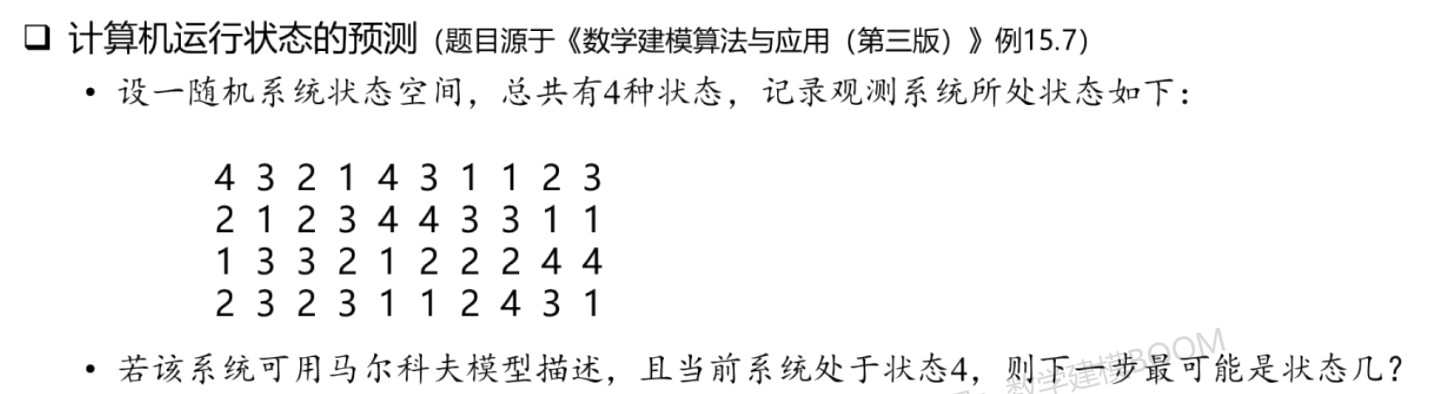 ❑ 计算机运行状态的预测（题目源于《数学建模算法与应用（第三版）》例15.7）
• 设一随机系统状态空间，总共有4种状态，记录观测系统所处状态如下：
4 3 2 1 4 3 1 1 2 3
2 1 2 3 4 4 3 3 1 1
1 3 3 2 1 2 2 2 4 4
2 3 2 3 1 1 2 4 3 1
• 若该系统可用马尔科夫模型描述，且当前系统处于状态4，则下一步最可能是状态几？
数学建模BOOM